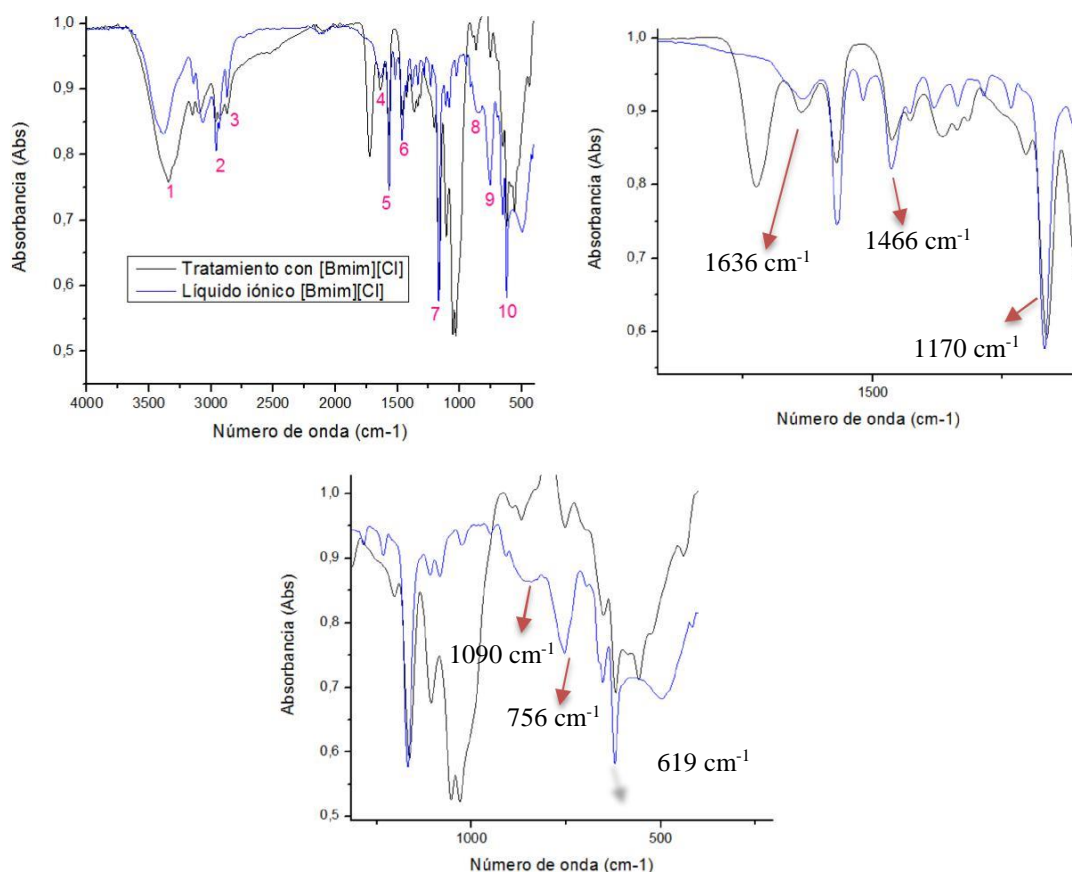 1,0
0,9
0,8
0,7
0,6
0,5
Absorbancia (Abs)
1
2
3
4
5
6
7
8
9
10
Tratamiento con [Bmim][Cl]
Líquido iónico [Bmim][Cl]
4000 3500 3000 2500 2000 1500 1000 500
Número de onda (cm-1)
1,0
0,9
0,8
0,7
0,6
Absorbancia (Abs)
1636 cm-1
1466 cm-1
1170 cm-1
1500
Número de onda (cm-1)
1,0
0,9
0,8
0,7
0,6
0,5
Absorbancia (Abs)
1090 cm-1
756 cm-1
619 cm-1
1000 500
Número de onda (cm-1)